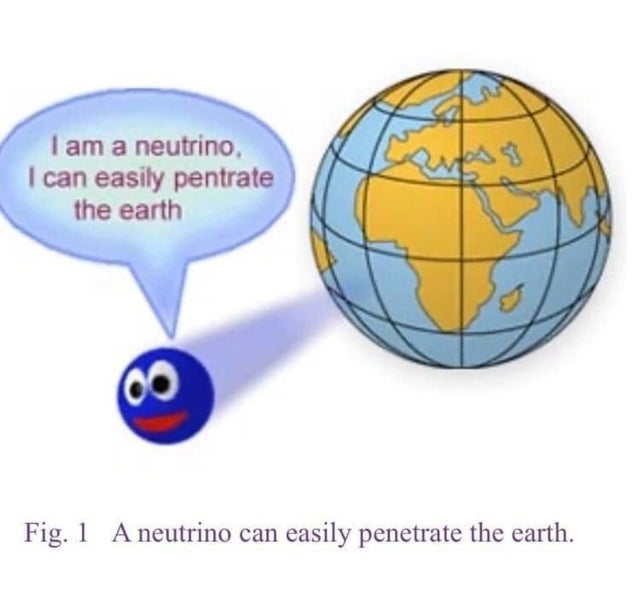 I am a neutrino,
I can easily pentrate
the earth
Fig. 1 A neutrino can easily penetrate the earth.